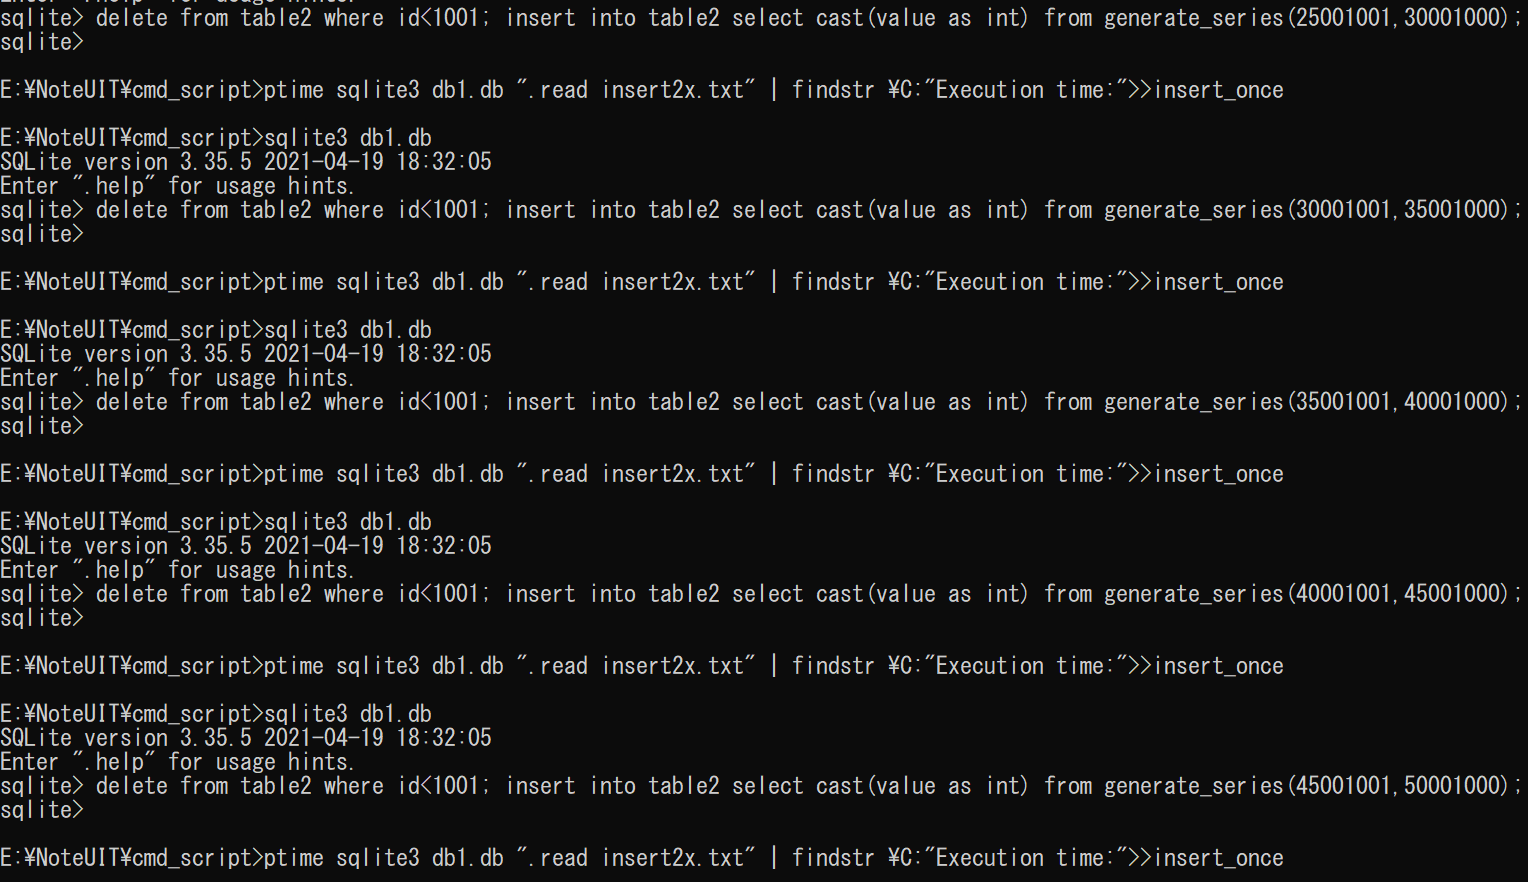 Enter ".help" for usage hints.
sqlite> delete from table2 where id<1001; insert into table2 select cast(value as int) from generate_series(25001001,30001000);
sqlite>
E:¥NoteUIT¥cmd_script>ptime sqlite3 db1.db ".read insert2x.txt" | findstr ¥C:"Execution time:">>insert_once
E:¥NoteUIT¥cmd_script>sqlite3 db1.db
SQLite version 3.35.5 2021-04-19 18:32:05
Enter ".help" for usage hints.
sqlite> delete from table2 where id<1001; insert into table2 select cast(value as int) from generate_series(30001001,35001000);
sqlite>
E:¥NoteUIT¥cmd_script>ptime sqlite3 db1.db ".read insert2x.txt" | findstr ¥C:"Execution time:">>insert_once
E:¥NoteUIT¥cmd_script>sqlite3 db1.db
SQLite version 3.35.5 2021-04-19 18:32:05
Enter ".help" for usage hints.
sqlite> delete from table2 where id<1001; insert into table2 select cast(value as int) from generate_series(35001001,40001000);
sqlite>
E:¥NoteUIT¥cmd_script>ptime sqlite3 db1.db ".read insert2x.txt" | findstr ¥C:"Execution time:">>insert_once
E:¥NoteUIT¥cmd_script>sqlite3 db1.db
SQLite version 3.35.5 2021-04-19 18:32:05
Enter ".help" for usage hints.
sqlite> delete from table2 where id<1001; insert into table2 select cast(value as int) from generate_series(40001001,45001000);
sqlite>
E:¥NoteUIT¥cmd_script>ptime sqlite3 db1.db ".read insert2x.txt" | findstr ¥C:"Execution time:">>insert_once
E:¥NoteUIT¥cmd_script>sqlite3 db1.db
SQLite version 3.35.5 2021-04-19 18:32:05
Enter ".help" for usage hints.
sqlite> delete from table2 where id<1001; insert into table2 select cast(value as int) from generate_series(45001001,50001000);
sqlite>
E:¥NoteUIT¥cmd_script>ptime sqlite3 db1.db ".read insert2x.txt" | findstr ¥C:"Execution time:">>insert_once